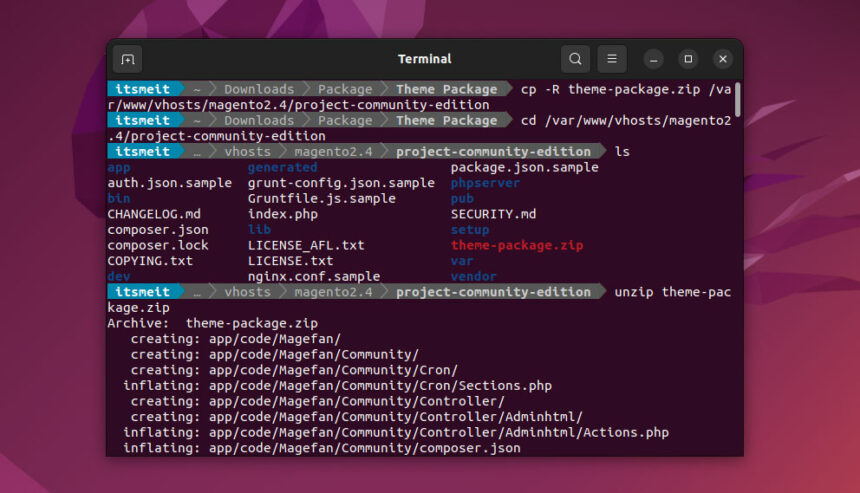 Terminal
itsmeit ~ Downloads Package Theme Package cp -R theme-package.zip /va
r/www/vhosts/magento2.4/project-community-edition
itsmeit ~ Downloads Package Theme Package cd /var/www/vhosts/magento2
.4/project-community-edition
itsmeit … vhosts magento2.4 project-community-edition ls
app generated package.json.sample
auth.json.sample grunt-config.json.sample phpserver
bin Gruntfile.js.sample pub
CHANGELOG.md index.php SECURITY.md
composer.json lib setup
composer.lock LICENSE_AFL.txt theme-package.zip
COPYING.txt LICENSE.txt var
dev nginx.conf.sample vendor
itsmeit … vhosts magento2.4 project-community-edition unzip theme-pac
kage.zip
Archive: theme-package.zip
creating: app/code/Magefan/
creating: app/code/Magefan/Community/
creating: app/code/Magefan/Community/Cron/
inflating: app/code/Magefan/Community/Cron/Sections.php
creating: app/code/Magefan/Community/Controller/
creating: app/code/Magefan/Community/Controller/Adminhtml/
inflating: app/code/Magefan/Community/Controller/Adminhtml/Actions.php
inflating: app/code/Magefan/Community/composer.json